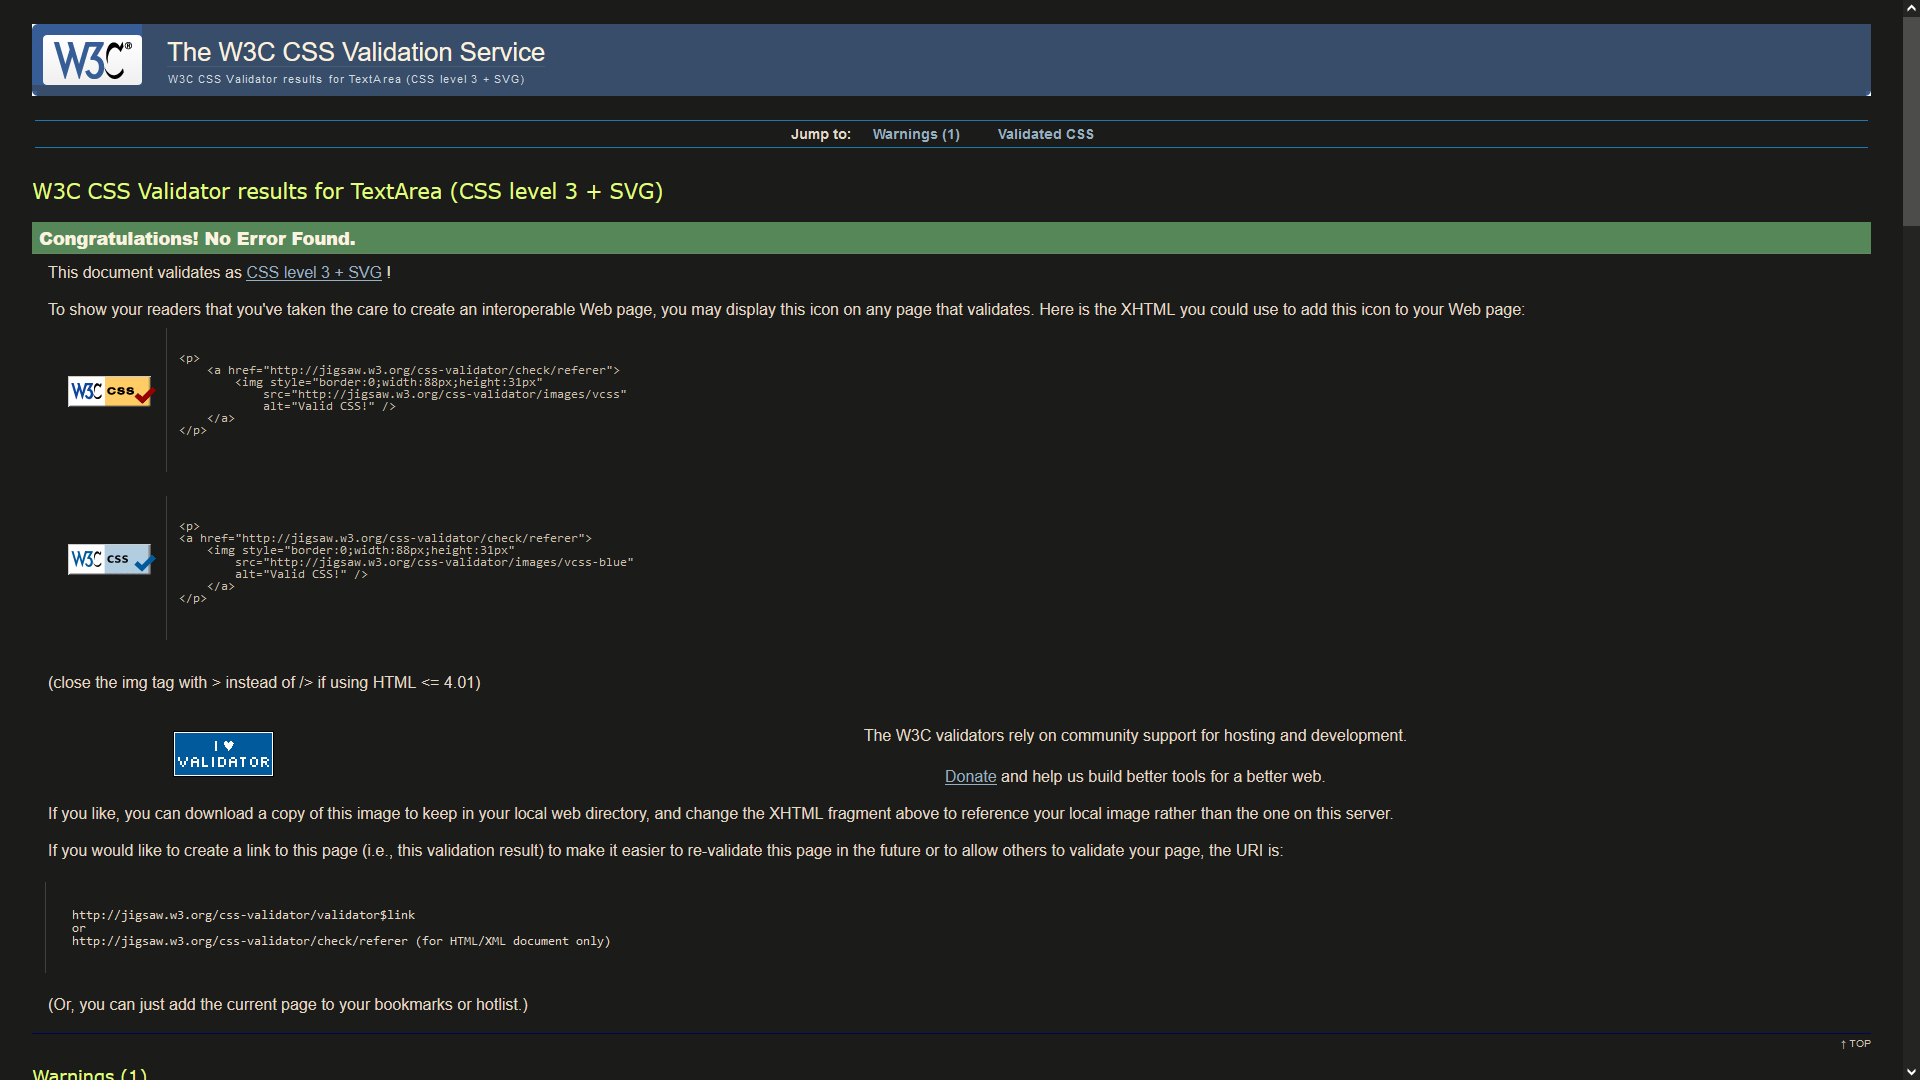 W3C®
The W3C CSS Validation Service
W3C CSS Validator results for TextArea (CSS level 3 + SVG)
Jump to: Warnings (1) Validated CSS
W3C CSS Validator results for TextArea (CSS level 3 + SVG)
Congratulations! No Error Found.
This document validates as CSS level 3 + SVG !
To show your readers that you've taken the care to create an interoperable Web page, you may display this icon on any page that validates. Here is the XHTML you could use to add this icon to your Web page:
W3C CSS
<p>
<a href="http://jigsaw.w3.org/css-validator/check/referer">
<img style="border:0;width:88px;height:31px"
src="http://jigsaw.w3.org/css-validator/images/vcss"
alt="Valid CSS!" />
</a>
</p>
W3C CSS
<p>
<a href="http://jigsaw.w3.org/css-validator/check/referer">
<img style="border:0;width:88px;height:31px"
src="http://jigsaw.w3.org/css-validator/images/vcss-blue"
alt="Valid CSS!" />
</a>
</p>
(close the img tag with > instead of /> if using HTML <= 4.01)
I ♥
VALIDATOR
The W3C validators rely on community support for hosting and development.
Donate and help us build better tools for a better web.
If you like, you can download a copy of this image to keep in your local web directory, and change the XHTML fragment above to reference your local image rather than the one on this server.
If you would like to create a link to this page (i.e., this validation result) to make it easier to re-validate this page in the future or to allow others to validate your page, the URI is:
http://jigsaw.w3.org/css-validator/validator$link
or
http://jigsaw.w3.org/css-validator/check/referer (for HTML/XML document only)
(Or, you can just add the current page to your bookmarks or hotlist.)
↑ TOP
Warnings (1)